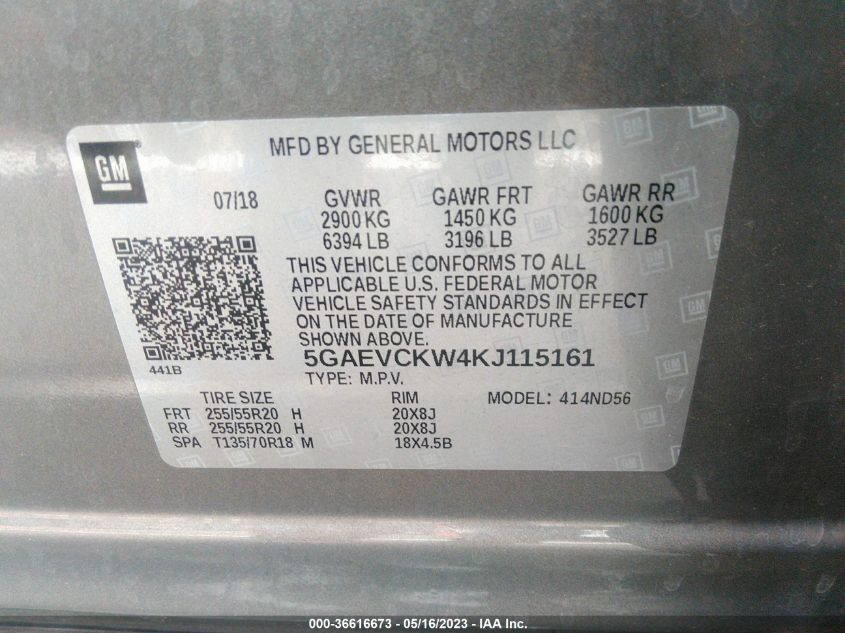 MFD BY GENERAL MOTORS LLC
GM
07/18 GVWR GAWR FRT GAWR RR
2900 KG 1450 KG 1600 KG
6394 LB 3196 LB 3527 LB
THIS VEHICLE CONFORMS TO ALL
APPLICABLE U.S. FEDERAL MOTOR
VEHICLE SAFETY STANDARDS IN EFFECT
ON THE DATE OF MANUFACTURE
SHOWN ABOVE.
441B
5GAEVCKW4KJ115161
TYPE: M.P.V.
TIRE SIZE RIM MODEL: 414ND56
FRT 255/55R20 H 20X8J
RR 255/55R20 H 20X8J
SPA T135/70R18 M 18X4.5B
000-36616673 - 05/16/2023 - IAA Inc.